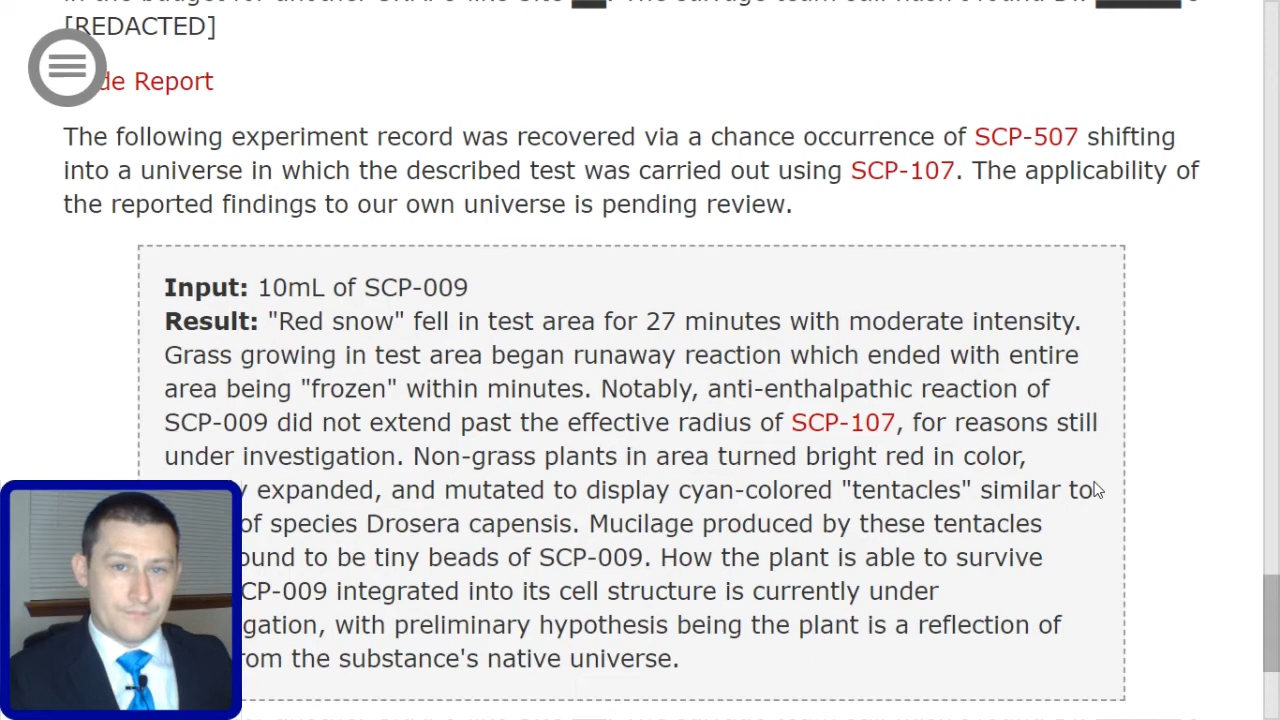 [REDACTED]
de Report
The following experiment record was recovered via a chance occurrence of SCP-507 shifting
into a universe in which the described test was carried out using SCP-107. The applicability of
the reported findings to our own universe is pending review.
Input: 10mL of SCP-009
Result: "Red snow" fell in test area for 27 minutes with moderate intensity.
Grass growing in test area began runaway reaction which ended with entire
area being "frozen" within minutes. Notably, anti-enthalpathic reaction of
SCP-009 did not extend past the effective radius of SCP-107, for reasons still
under investigation. Non-grass plants in area turned bright red in color,
y expanded, and mutated to display cyan-colored "tentacles" similar to
of species Drosera capensis. Mucilage produced by these tentacles
ound to be tiny beads of SCP-009. How the plant is able to survive
CP-009 integrated into its cell structure is currently under
gation, with preliminary hypothesis being the plant is a reflection of
om the substance's native universe.